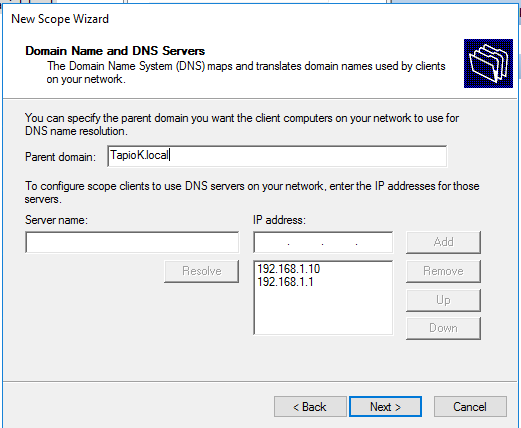 New Scope Wizard
Domain Name and DNS Servers
The Domain Name System (DNS) maps and translates domain names used by clients
on your network.
You can specify the parent domain you want the client computers on your network to use for
DNS name resolution.
Parent domain: TapioK.local
To configure scope clients to use DNS servers on your network, enter the IP addresses for those
servers.
Server name: IP address:
. . . Add
Resolve 192.168.1.10 Remove
192.168.1.1
Up
Down
< Back Next > Cancel